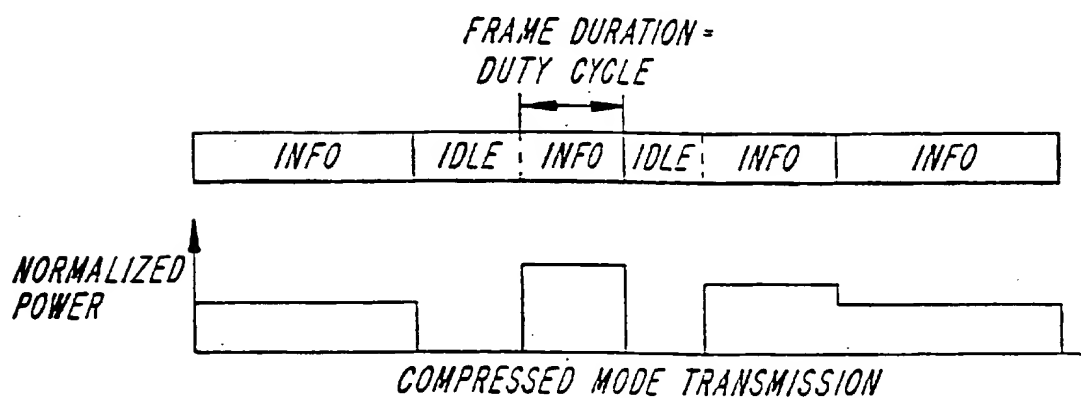 FRAME DURATION =
DUTY CYCLE
INFO IDLE INFO IDLE INFO INFO
NORMALIZED
POWER
COMPRESSED MODE TRANSMISSION